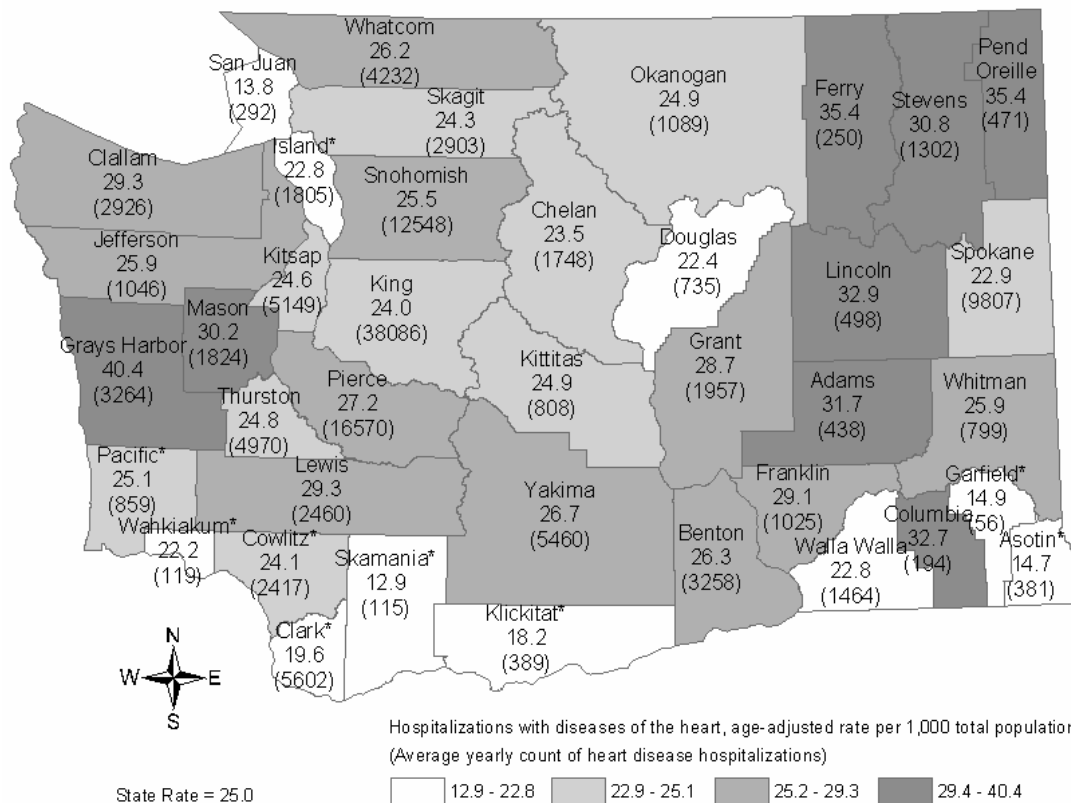 Whatcom
26.2
(4232)
San Juan
13.8
(292)
Skagit
24.3
(2903)
Okanogan
24.9
(1089)
Ferry
35.4
(250)
Stevens
30.8
(1302)
Pend
Oreille
35.4
(471)
Clallam
29.3
(2926)
Island*
22.8
(1805)
Snohomish
25.5
(12548)
Chelan
23.5
(1748)
Douglas
22.4
(735)
Jefferson
25.9
(1046)
Kitsap
24.6
(5149)
King
24.0
(38086)
Lincoln
32.9
(498)
Spokane
22.9
(9807)
Mason
30.2
(1824)
Grays Harbor
40.4
(3264)
Kittitas
24.9
(808)
Grant
28.7
(1957)
Thurston
24.8
(4970)
Pierce
27.2
(16570)
Adams
31.7
(438)
Whitman
25.9
(799)
Pacific*
25.1
(859)
Lewis
29.3
(2460)
Yakima
26.7
(5460)
Franklin
29.1
(1025)
Garfield*
14.9
(56)
Wahkiakum*
22.2
(119)
Cowlitz*
24.1
(2417)
Skamania*
12.9
(115)
Benton
26.3
(3258)
Walla Walla
22.8
(1464)
Columbia
32.7
(194)
Asotin*
14.7
(381)
Clark*
19.6
(5602)
Klickitat*
18.2
(389)
N
W E
S
Hospitalizations with diseases of the heart, age-adjusted rate per 1,000 total population
(Average yearly count of heart disease hospitalizations)
State Rate = 25.0
12.9 - 22.8 22.9 - 25.1 25.2 - 29.3 29.4 - 40.4